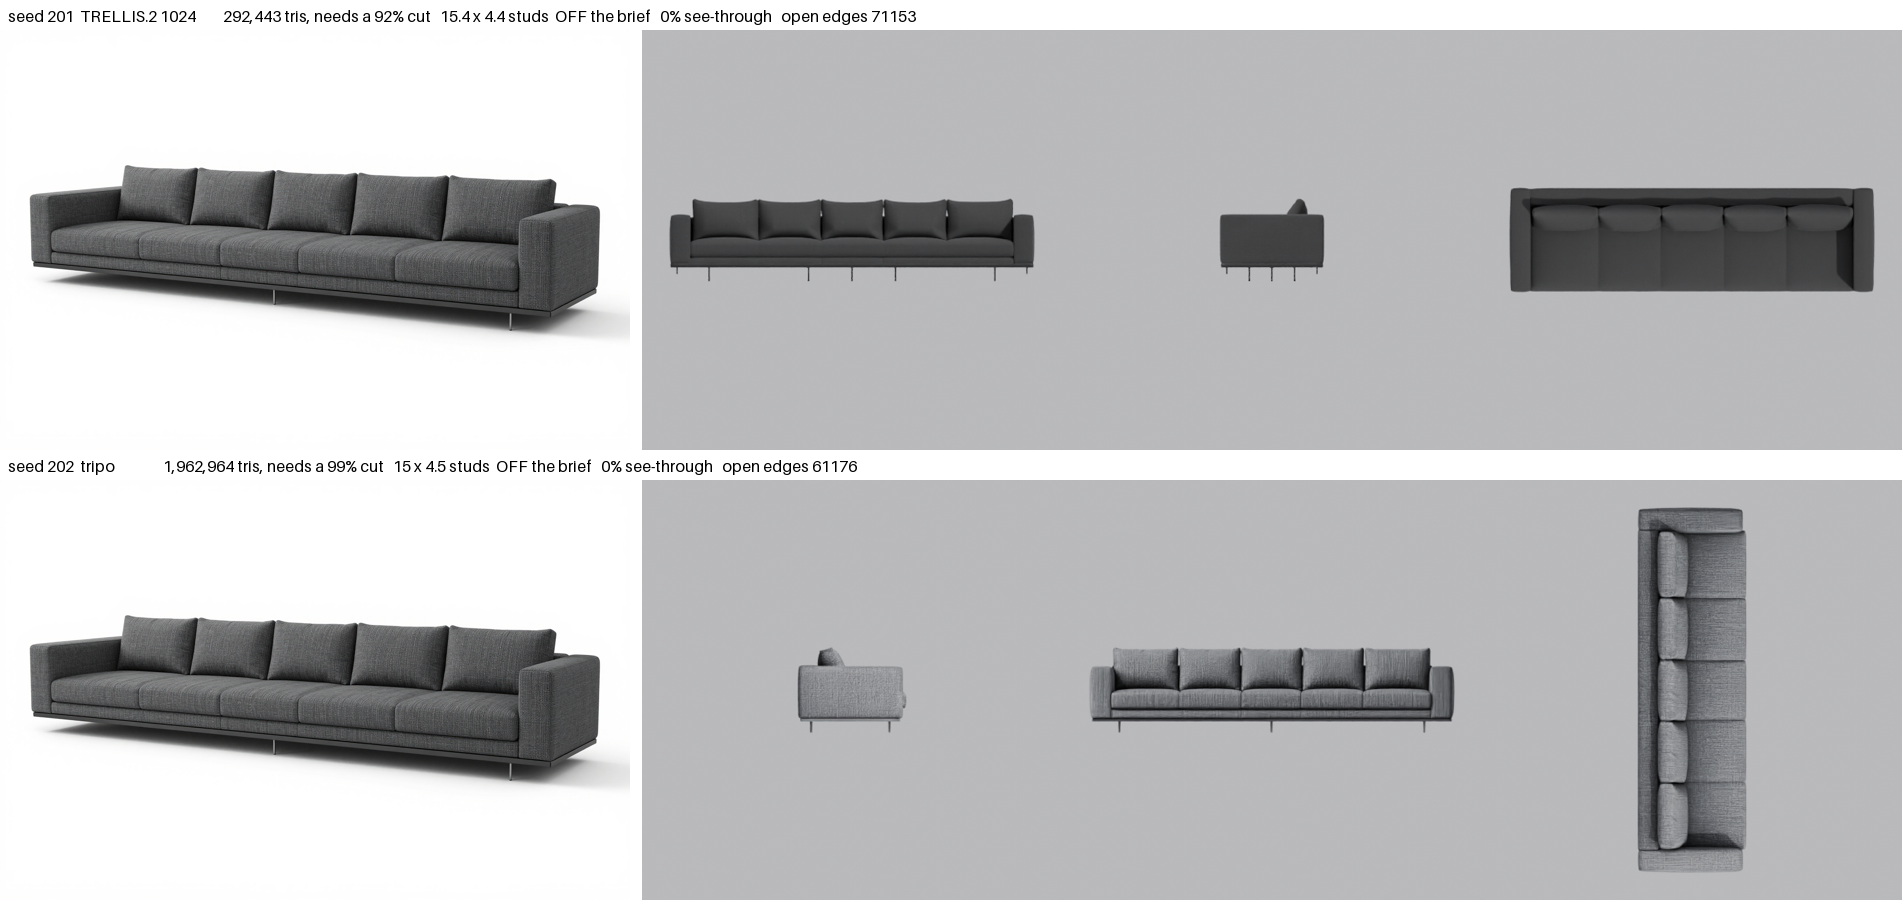 seed 201 TRELLIS.2 1024 292,443 tris, needs a 92% cut 15.4 x 4.4 studs OFF the brief 0% see-through open edges 71153
seed 202 tripo 1,962,964 tris, needs a 99% cut 15 x 4.5 studs OFF the brief 0% see-through open edges 61176